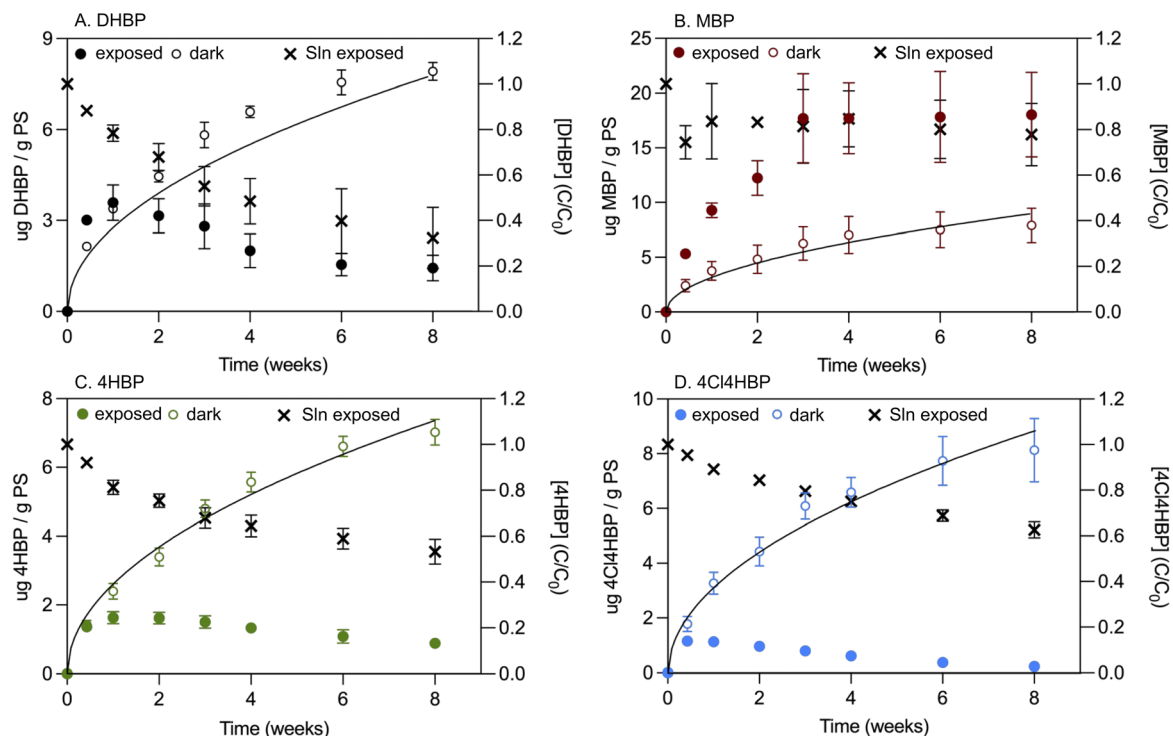 A. DHBP
exposed dark Sln exposed
9
6
3
0
1.2
1.0
0.8
0.6
0.4
0.2
0.0
0 2 4 6 8
ug DHBP / g PS
[DHBP] (C/C0)
Time (weeks)
B. MBP
exposed dark Sln exposed
25
20
15
10
5
0
1.2
1.0
0.8
0.6
0.4
0.2
0.0
0 2 4 6 8
ug MBP / g PS
[MBP] (C/C0)
Time (weeks)
C. 4HBP
exposed dark Sln exposed
8
6
4
2
0
1.2
1.0
0.8
0.6
0.4
0.2
0.0
0 2 4 6 8
ug 4HBP / g PS
[4HBP] (C/C0)
Time (weeks)
D. 4Cl4HBP
exposed dark Sln exposed
10
8
6
4
2
0
1.2
1.0
0.8
0.6
0.4
0.2
0.0
0 2 4 6 8
ug 4Cl4HBP / g PS
[4Cl4HBP] (C/C0)
Time (weeks)